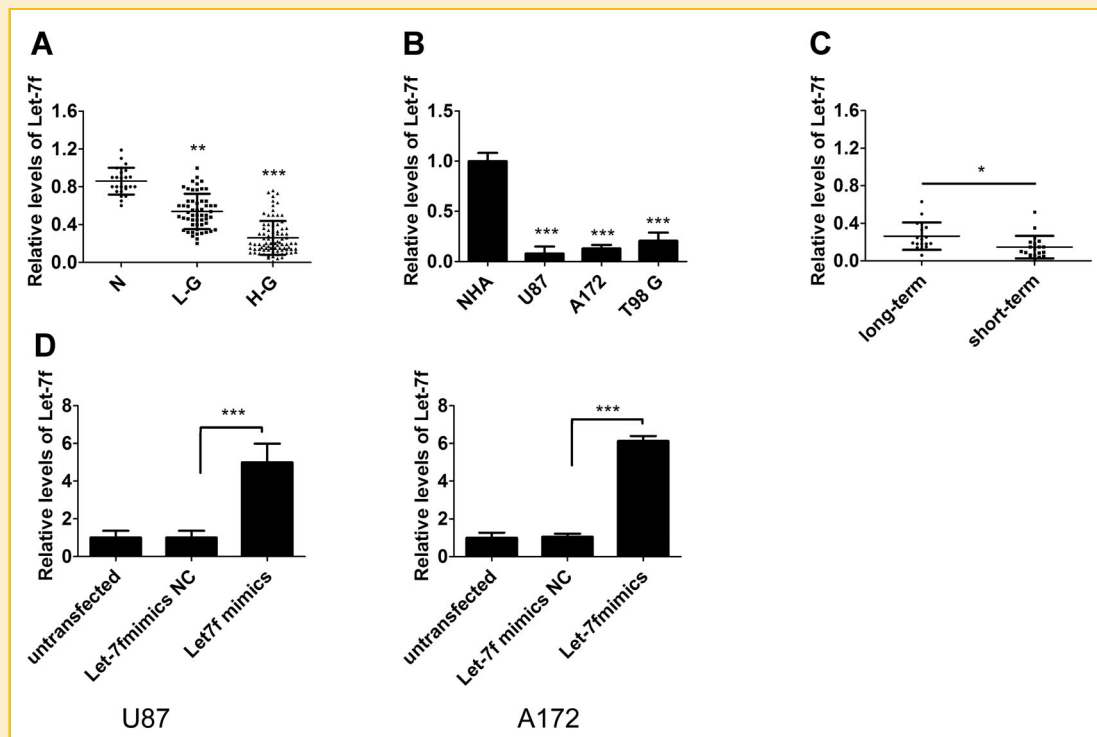 A
Relative levels of Let-7f
1.6
1.2
0.8
0.4
0.0
**
***
N
L-G
H-G
B
Relative levels of Let-7f
1.5
1.0
0.5
0.0
***
***
***
NHA
U87
A172
T98 G
C
Relative levels of Let-7f
1.6
1.2
0.8
0.4
0.0
*
long-term
short-term
D
Relative levels of Let-7f
8
6
4
2
0
***
untransfected
Let-7fmimics NC
Let7f mimics
U87
Relative levels of Let-7f
8
6
4
2
0
***
untransfected
Let-7f mimics NC
Let-7fmimics
A172